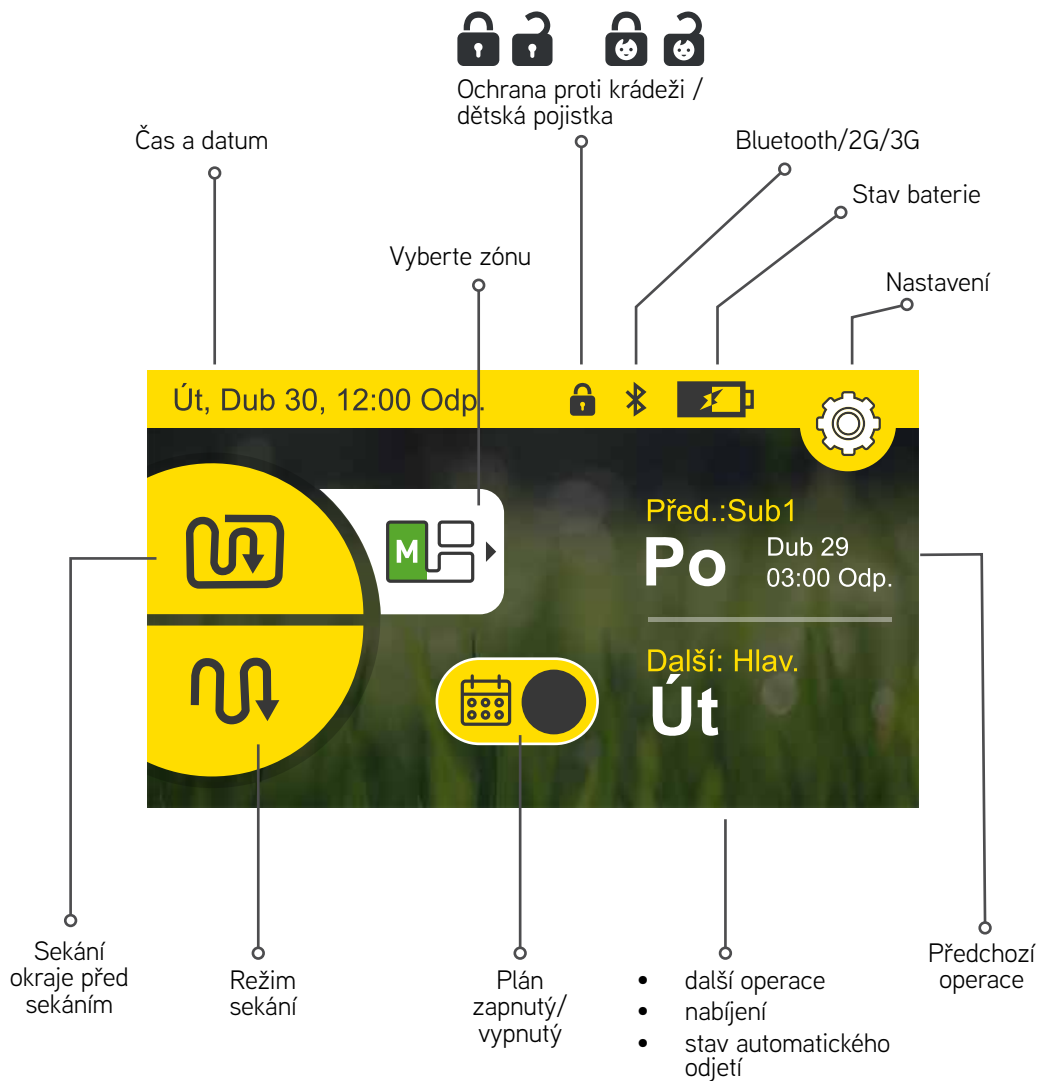 Ochrana proti krádeži /
dětská pojistka
Čas a datum
Bluetooth/2G/3G
Stav baterie
Vyberte zónu
Nastavení
Út, Dub 30, 12:00 Odp.
M
Před.:Sub1
Po
Dub 29
03:00 Odp.
Další: Hlav.
Út
Sekání
okraje před
sekáním
Režim
sekání
Plán
zapnutý/
vypnutý
• další operace
• nabíjení
• stav automatického
odjetí
Předchozí
operace